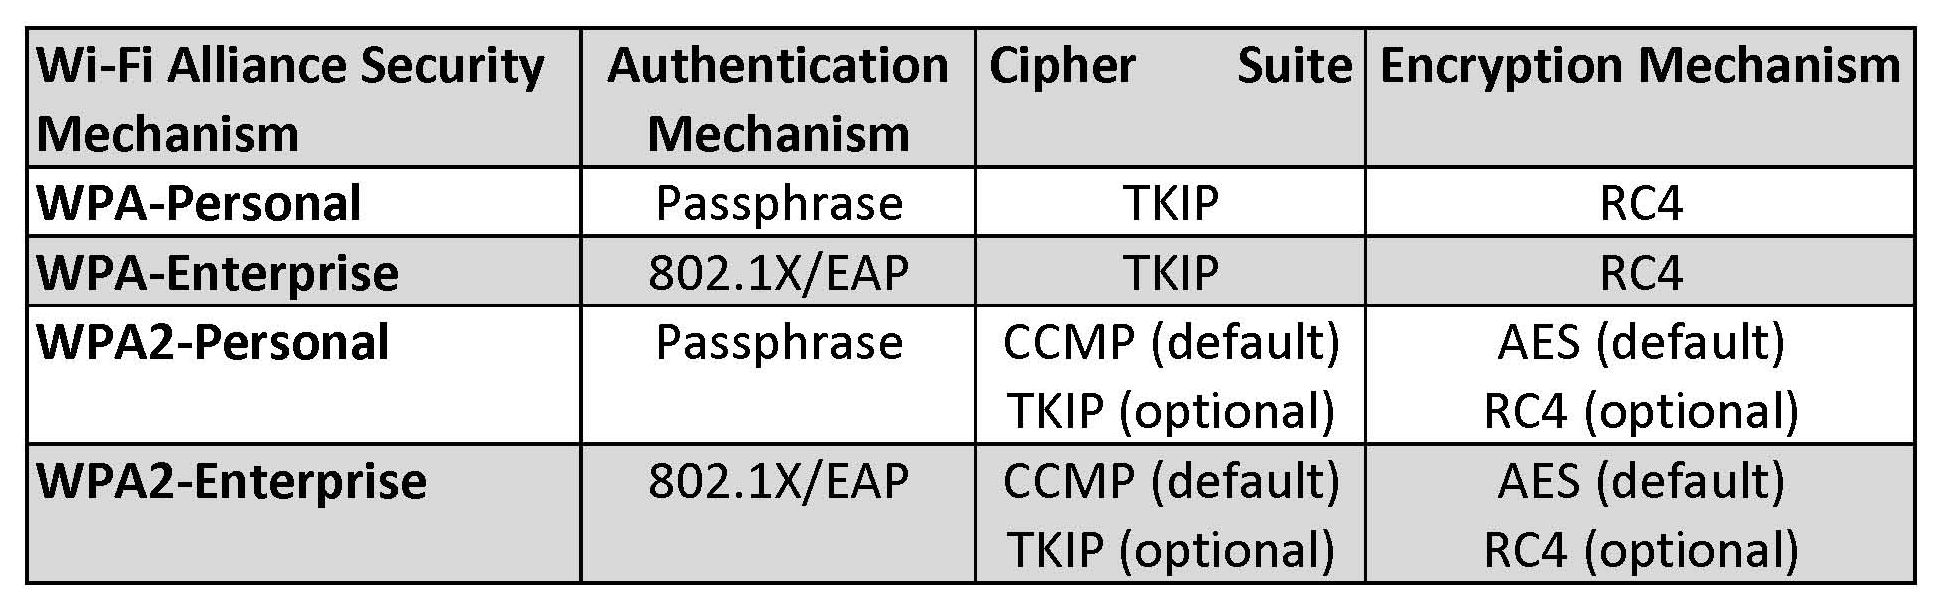 Wi-Fi Alliance Security Mechanism Authentication Mechanism Cipher Suite Encryption Mechanism
WPA-Personal Passphrase TKIP RC4
WPA-Enterprise 802.1X/EAP TKIP RC4
WPA2-Personal Passphrase CCMP (default) AES (default)
TKIP (optional) RC4 (optional)
WPA2-Enterprise 802.1X/EAP CCMP (default) AES (default)
TKIP (optional) RC4 (optional)